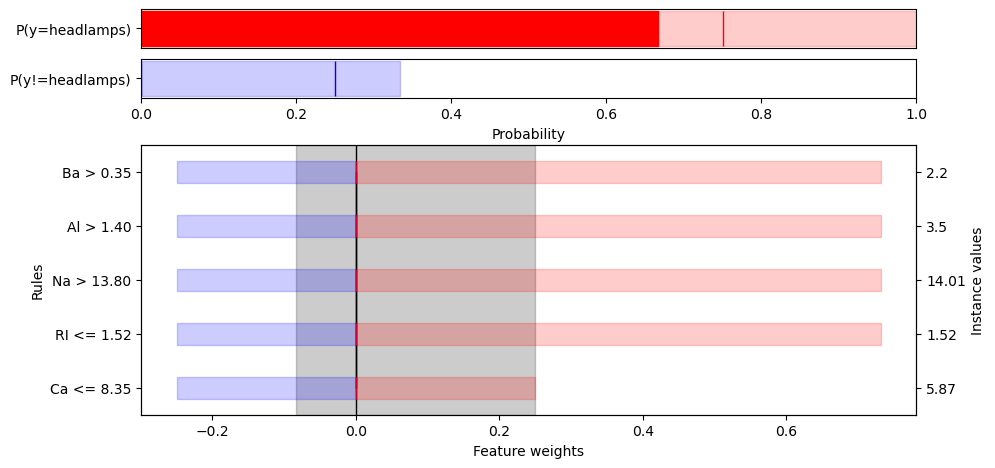 P(y=headlamps)
P(y!=headlamps)
0.0 0.2 0.4 0.6 0.8 1.0
Probability
Ba > 0.35 2.2
Al > 1.40 3.5
Na > 13.80 14.01
RI <= 1.52 1.52
Ca <= 8.35 5.87
Rules
Instance values
−0.2 0.0 0.2 0.4 0.6
Feature weights